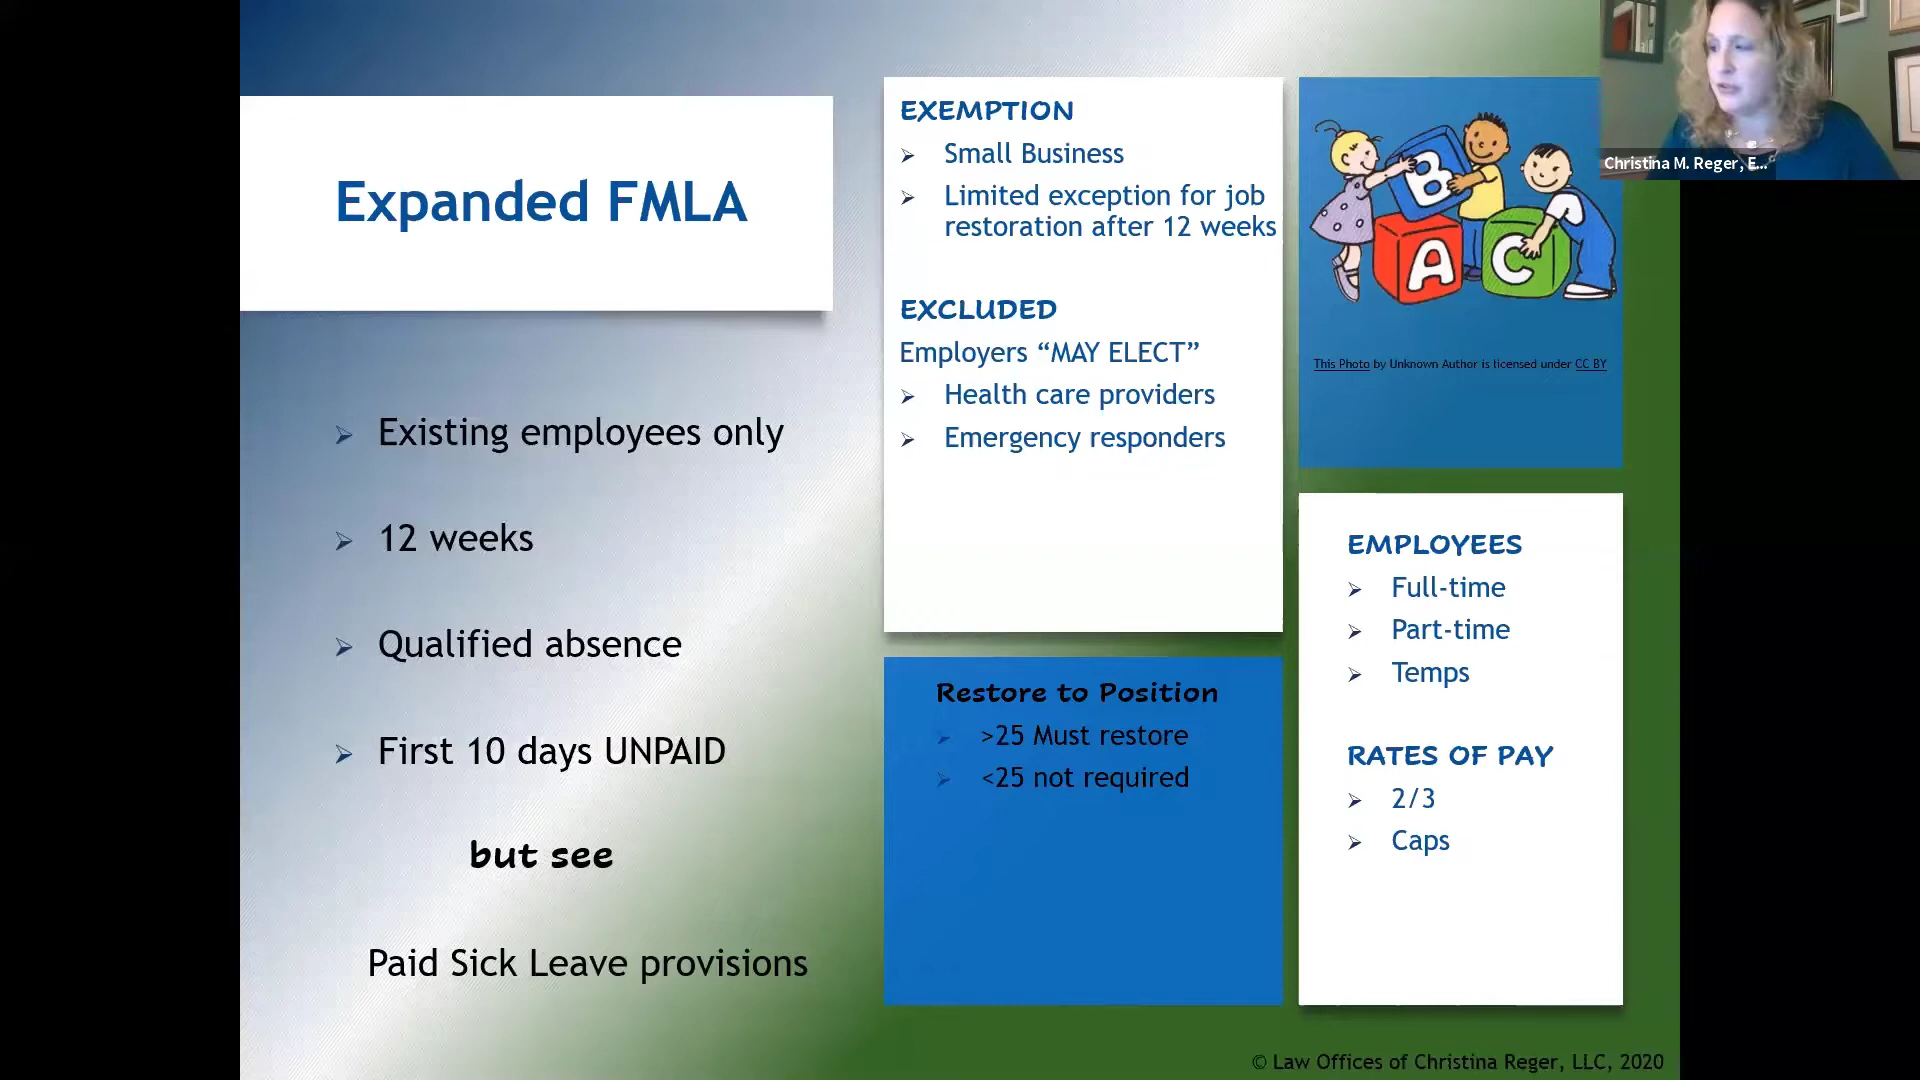 Expanded FMLA
Existing employees only
12 weeks
Qualified absence
First 10 days UNPAID
but see
Paid Sick Leave provisions
EXEMPTION
Small Business
Limited exception for job
restoration after 12 weeks
EXCLUDED
Employers “MAY ELECT”
Health care providers
Emergency responders
Restore to Position
>25 Must restore
<25 not required
B
A
C
This Photo by Unknown Author is licensed under CC BY
EMPLOYEES
Full-time
Part-time
Temps
RATES OF PAY
2/3
Caps
Christina M. Reger, E...
© Law Offices of Christina Reger, LLC, 2020